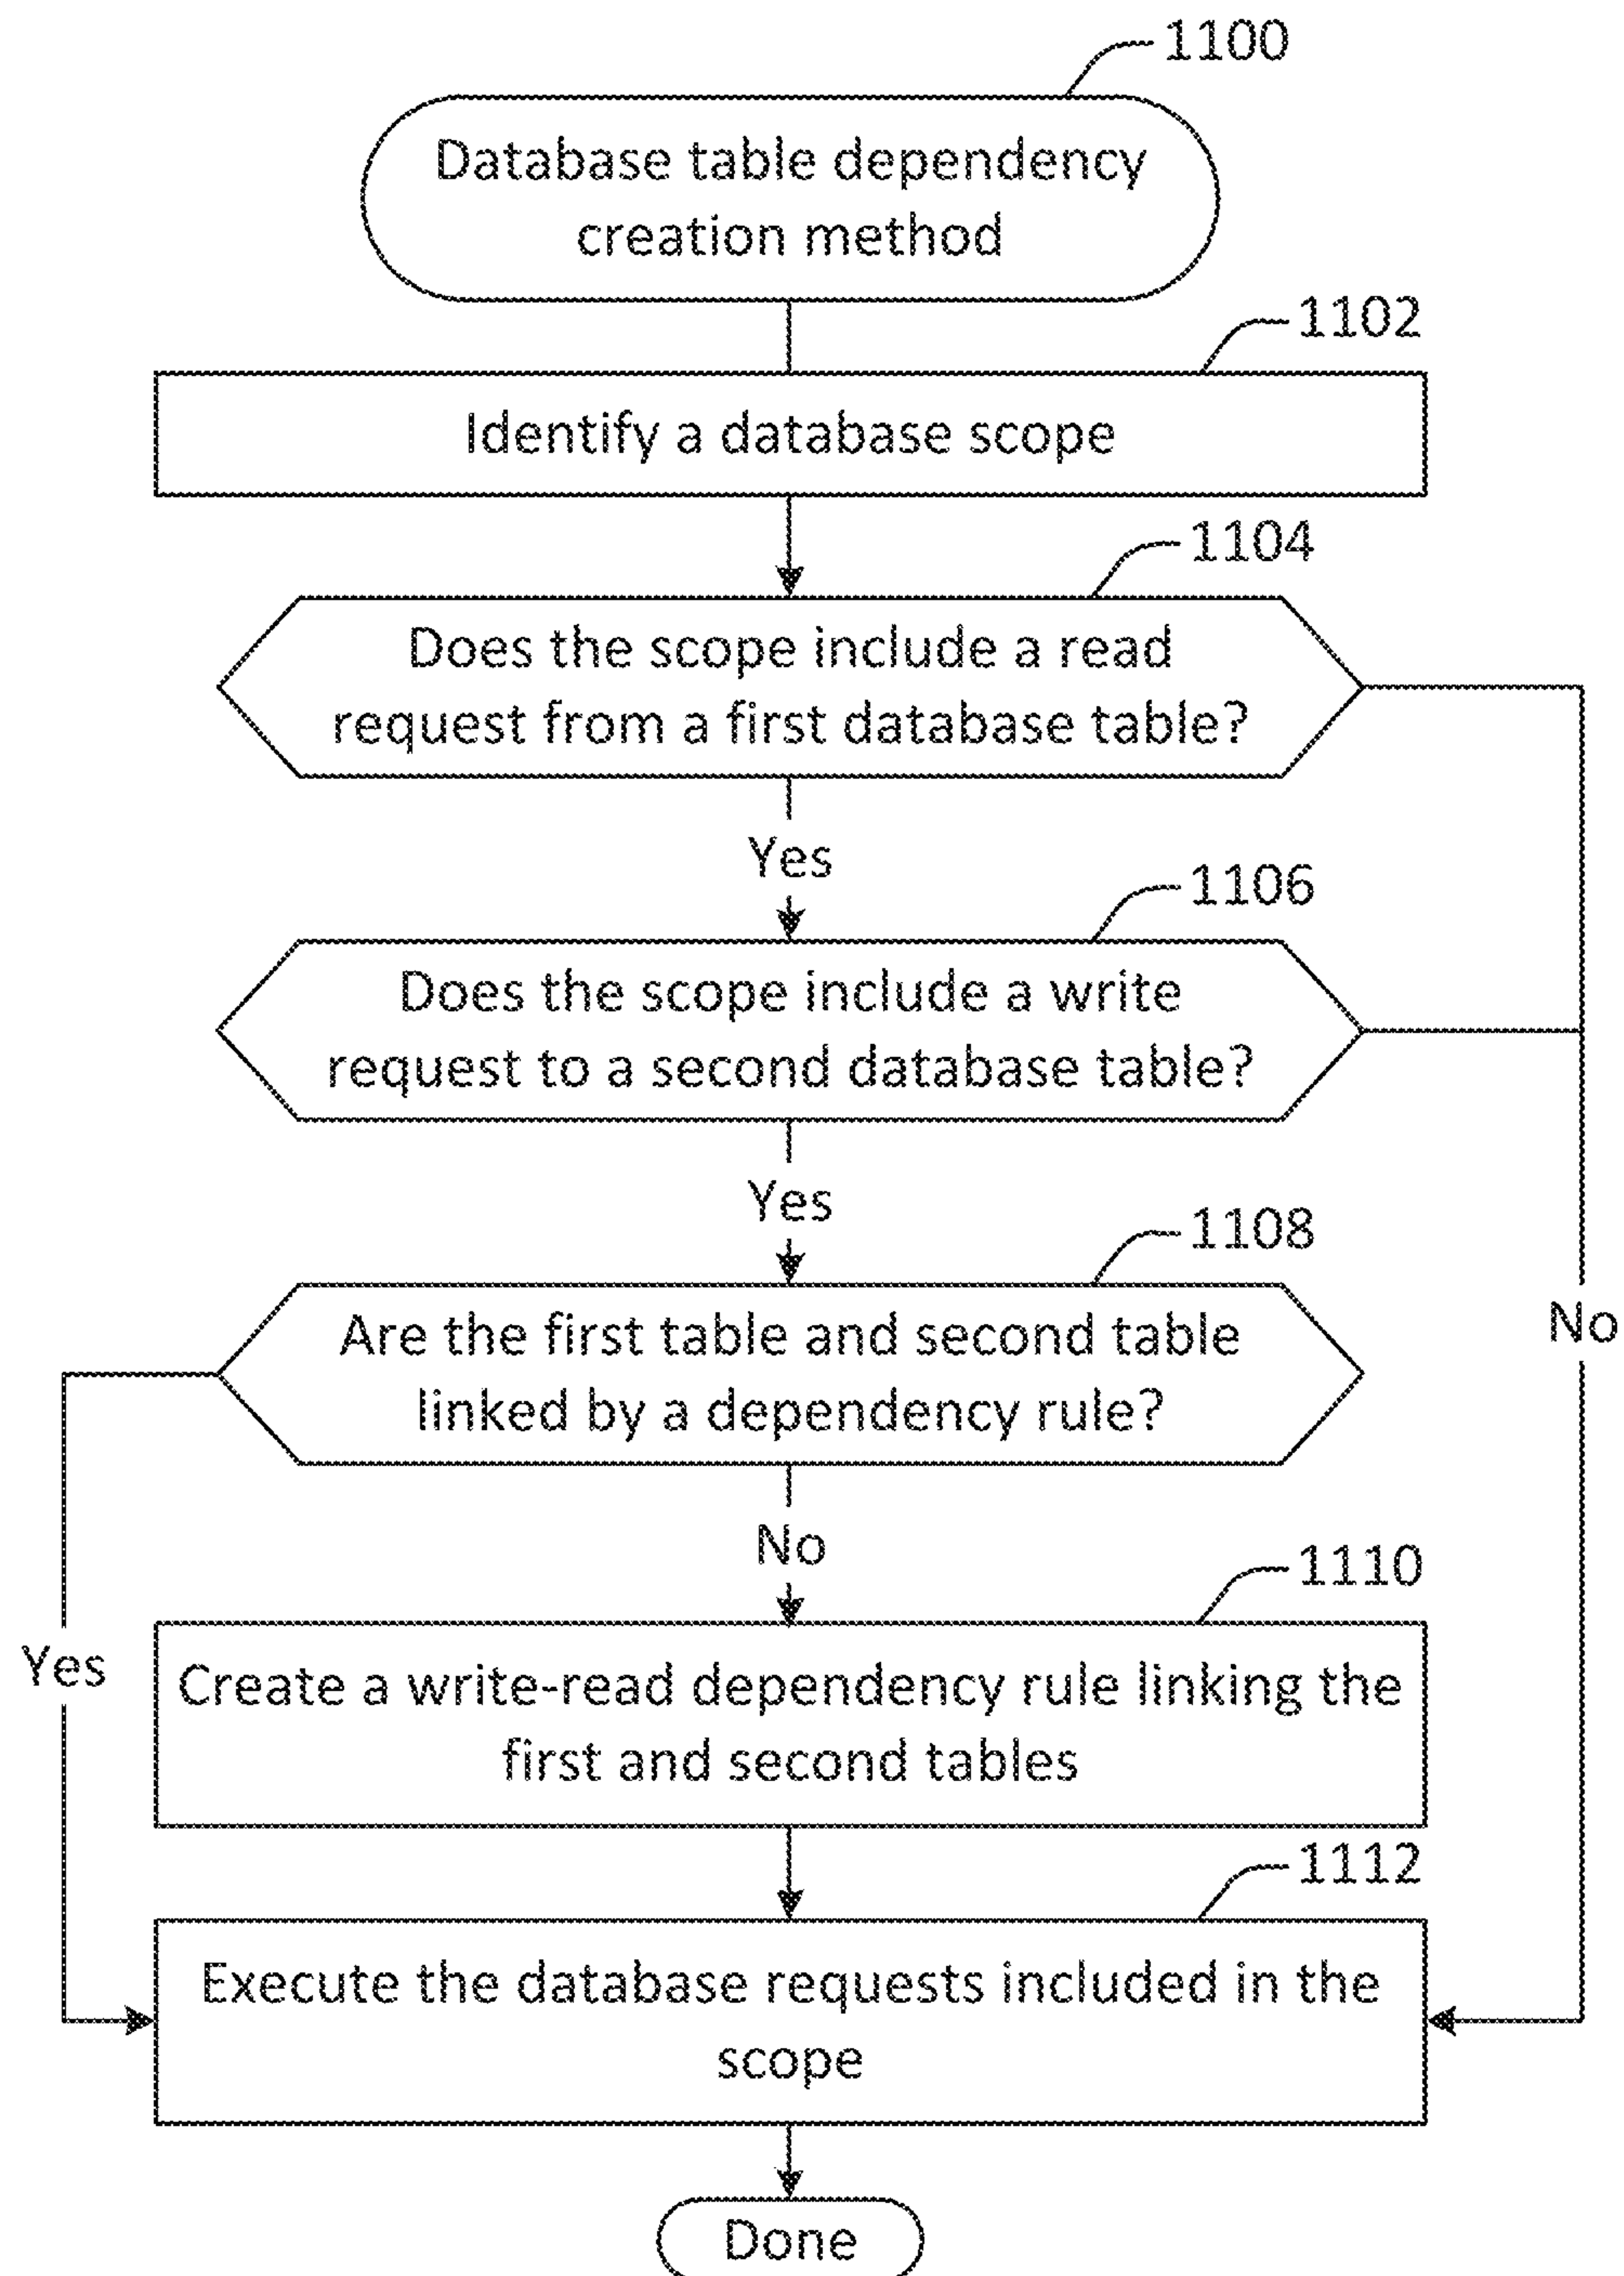 1100
Database table dependency
creation method
1102
Identify a database scope
1104
Does the scope include a read
request from a first database table?
Yes
1106
Does the scope include a write
request to a second database table?
Yes
1108
Are the first table and second table
linked by a dependency rule?
No
No
1110
Yes
Create a write-read dependency rule linking the
first and second tables
1112
Execute the database requests included in the
scope
Done